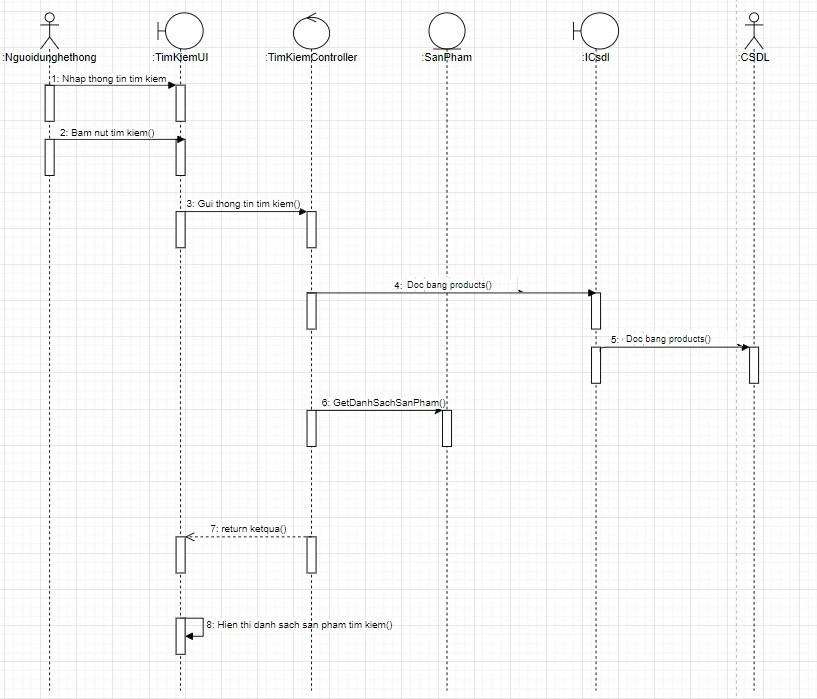 :Nguoidunghethong
:TimKiemUI
:TimKiemController
:SanPham
:ICsdl
:CSDL
1: Nhap thong tin tim kiem
2: Bam nut tim kiem()
3: Gui thong tin tim kiem()
4: Doc bang products()
5: Doc bang products()
6: GetDanhSachSanPham()
7: return ketqua()
8: Hien thi danh sach san pham tim kiem()